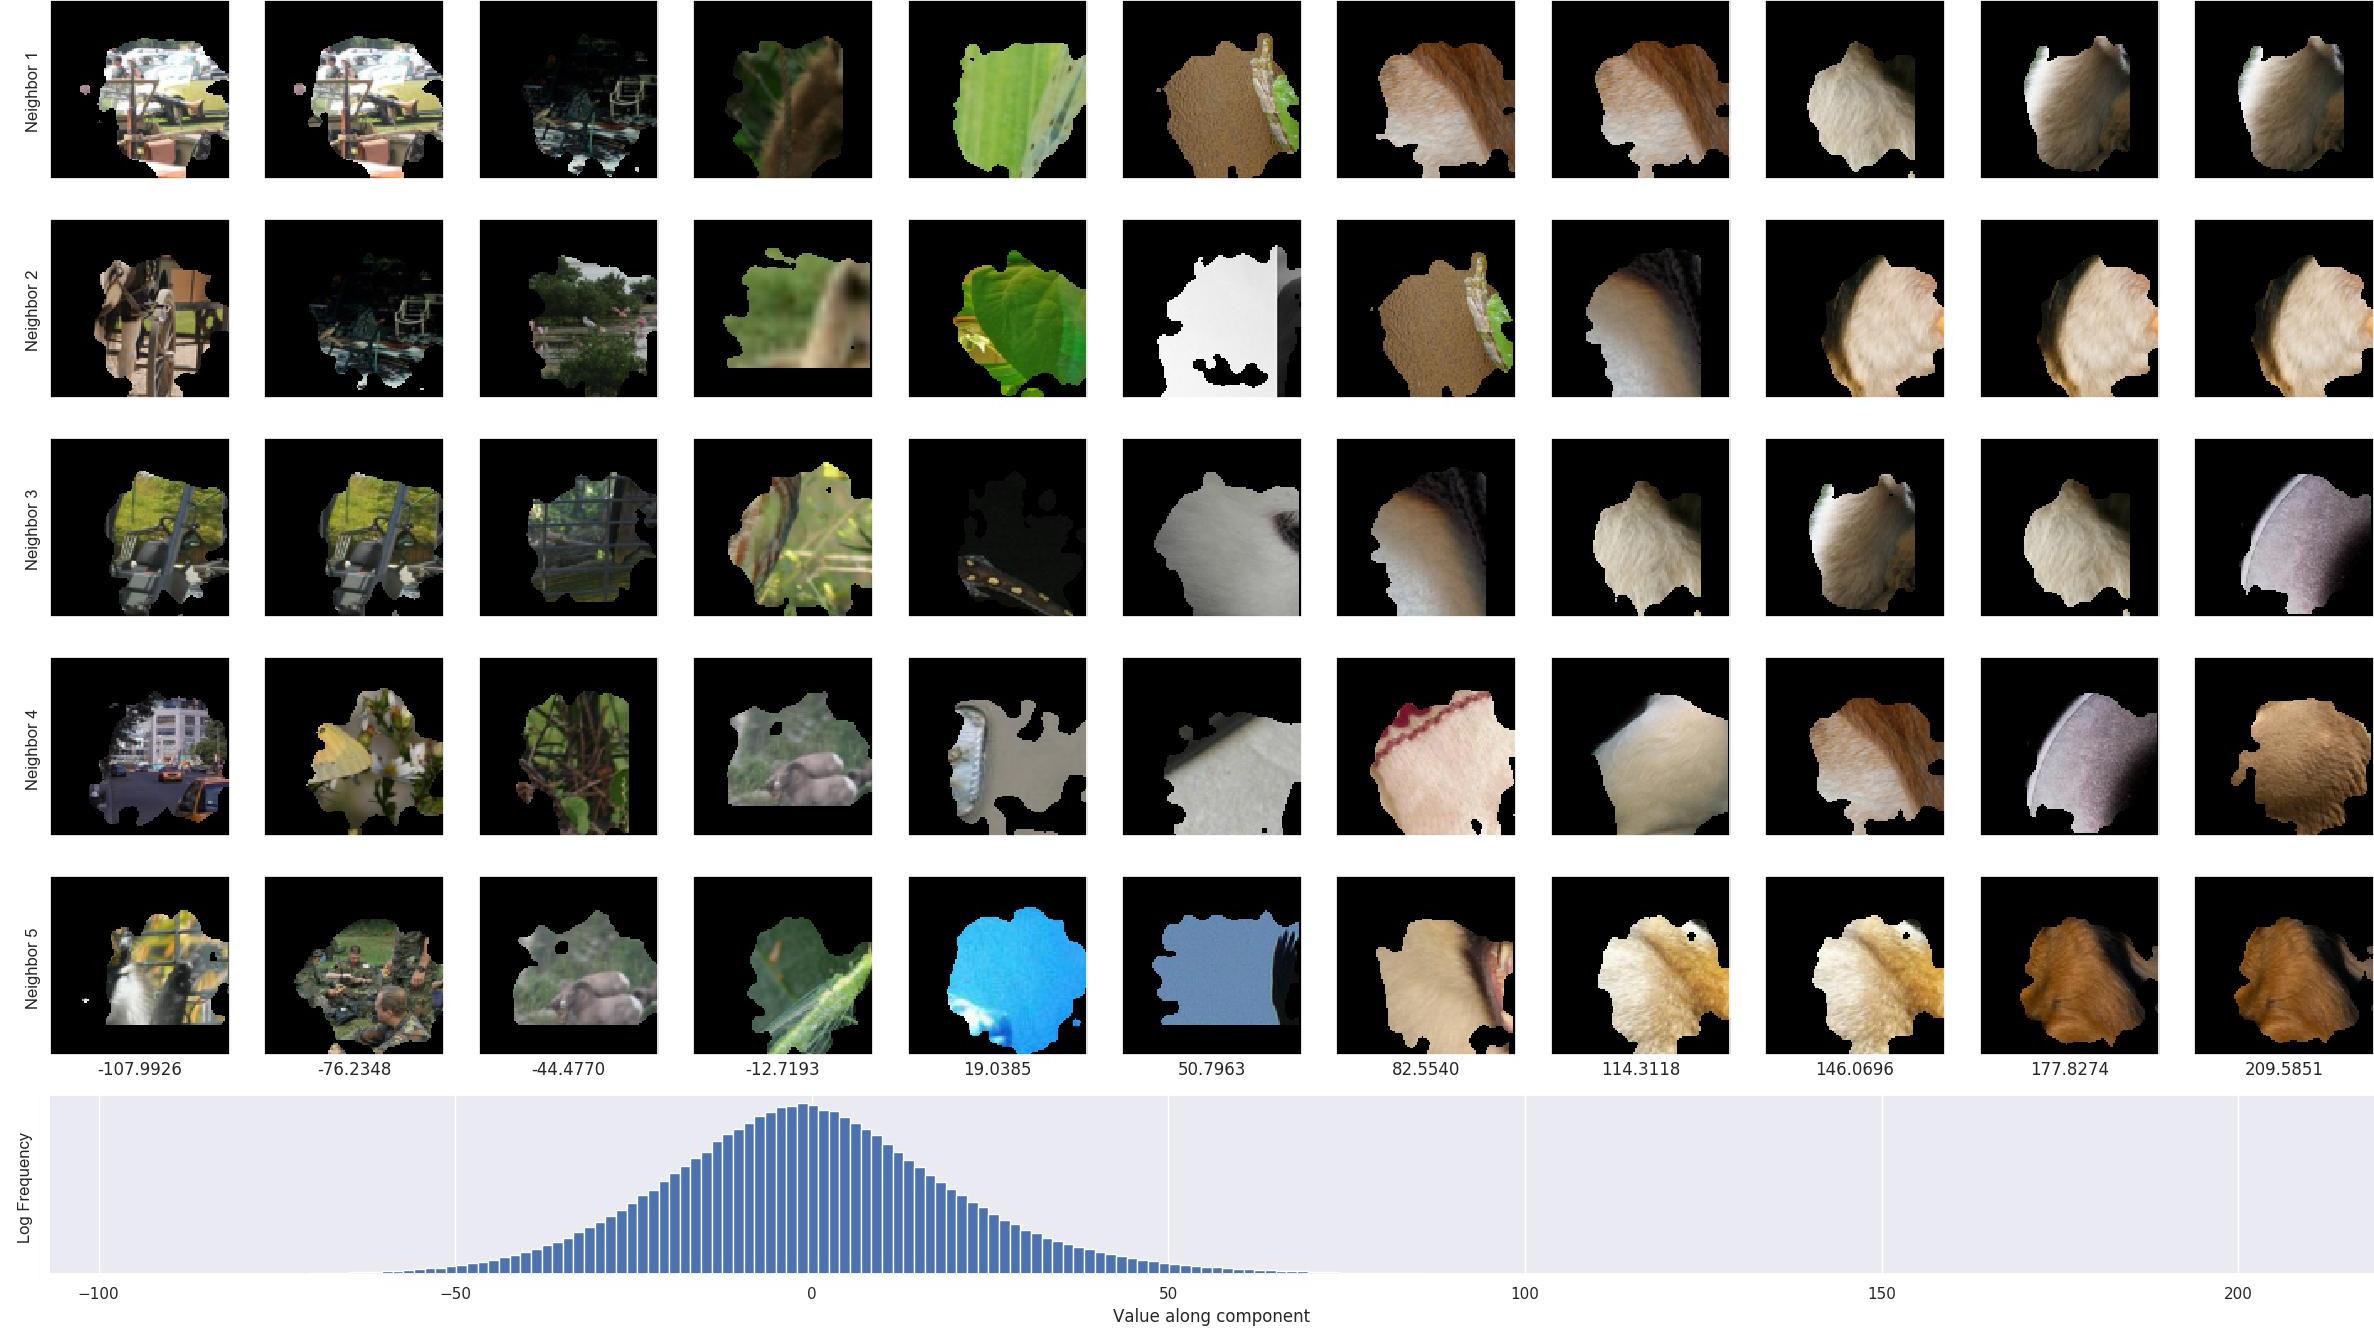 Neighbor 1
Neighbor 2
Neighbor 3
Neighbor 4
Neighbor 5
-107.9926 -76.2348 -44.4770 -12.7193 19.0385 50.7963 82.5540 114.3118 146.0696 177.8274 209.5851
Log Frequency
−100 −50 0 50 100 150 200
Value along component